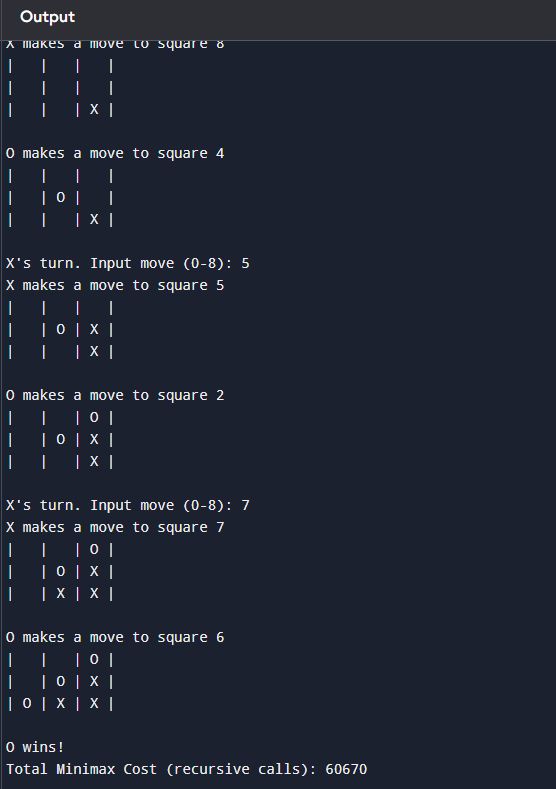 Output
X makes a move to square 8
|   |   |   |
|   |   |   |
|   |   | X |
O makes a move to square 4
|   |   |   |
|   | O |   |
|   |   | X |
X's turn. Input move (0-8): 5
X makes a move to square 5
|   |   |   |
|   | O | X |
|   |   | X |
O makes a move to square 2
|   |   | O |
|   | O | X |
|   |   | X |
X's turn. Input move (0-8): 7
X makes a move to square 7
|   |   | O |
|   | O | X |
|   | X | X |
O makes a move to square 6
|   |   | O |
|   | O | X |
| O | X | X |
O wins!
Total Minimax Cost (recursive calls): 60670